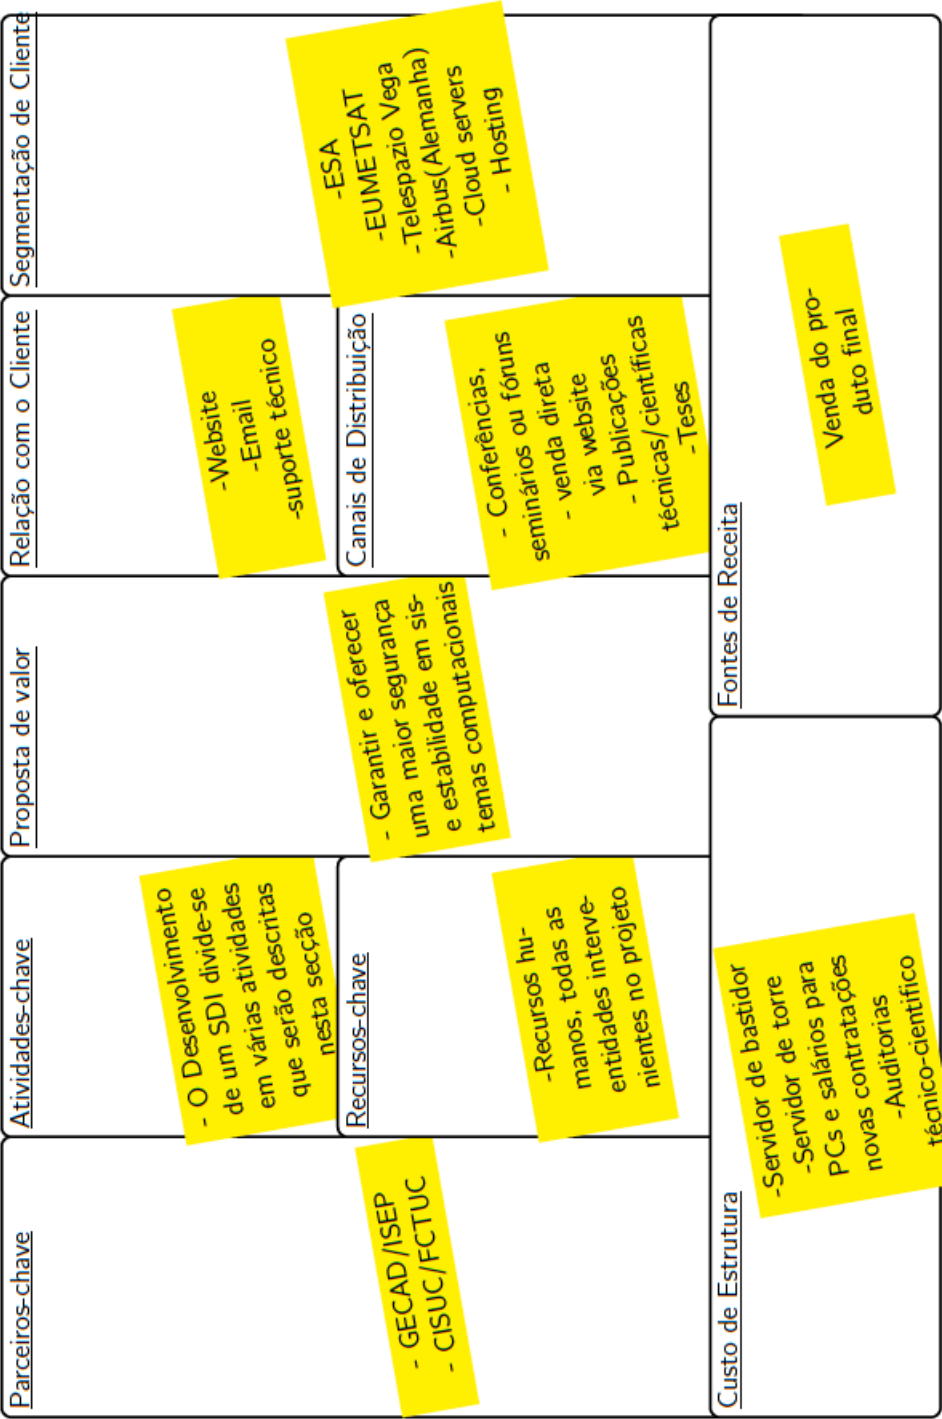 Parceiros-chave
- GECAD/ISEP
- CISUC/FCTUC
Atividades-chave
- O Desenvolvimento
de um SDI divide-se
em várias atividades
que serão descritas
nesta secção
Recursos-chave
-Recursos hu-
manos, todas as
entidades interve-
nientes no projeto
Proposta de valor
- Garantir e oferecer
uma maior segurança
e estabilidade em sis-
temas computacionais
Relação com o Cliente
-Website
-Email
-suporte técnico
Canais de Distribuição
- Conferências,
seminários ou fóruns
- venda direta
via website
- Publicações
técnicas/científicas
- Teses
Segmentação de Cliente
-ESA
-EUMETSAT
-Telespazio Vega
-Airbus(Alemanha)
-Cloud servers
- Hosting
Custo de Estrutura
-Servidor de bastidor
-Servidor de torre
PCs e salários para
novas contratações
-Auditorias
-Autor científico
Fontes de Receita
Venda do pro-
duto final